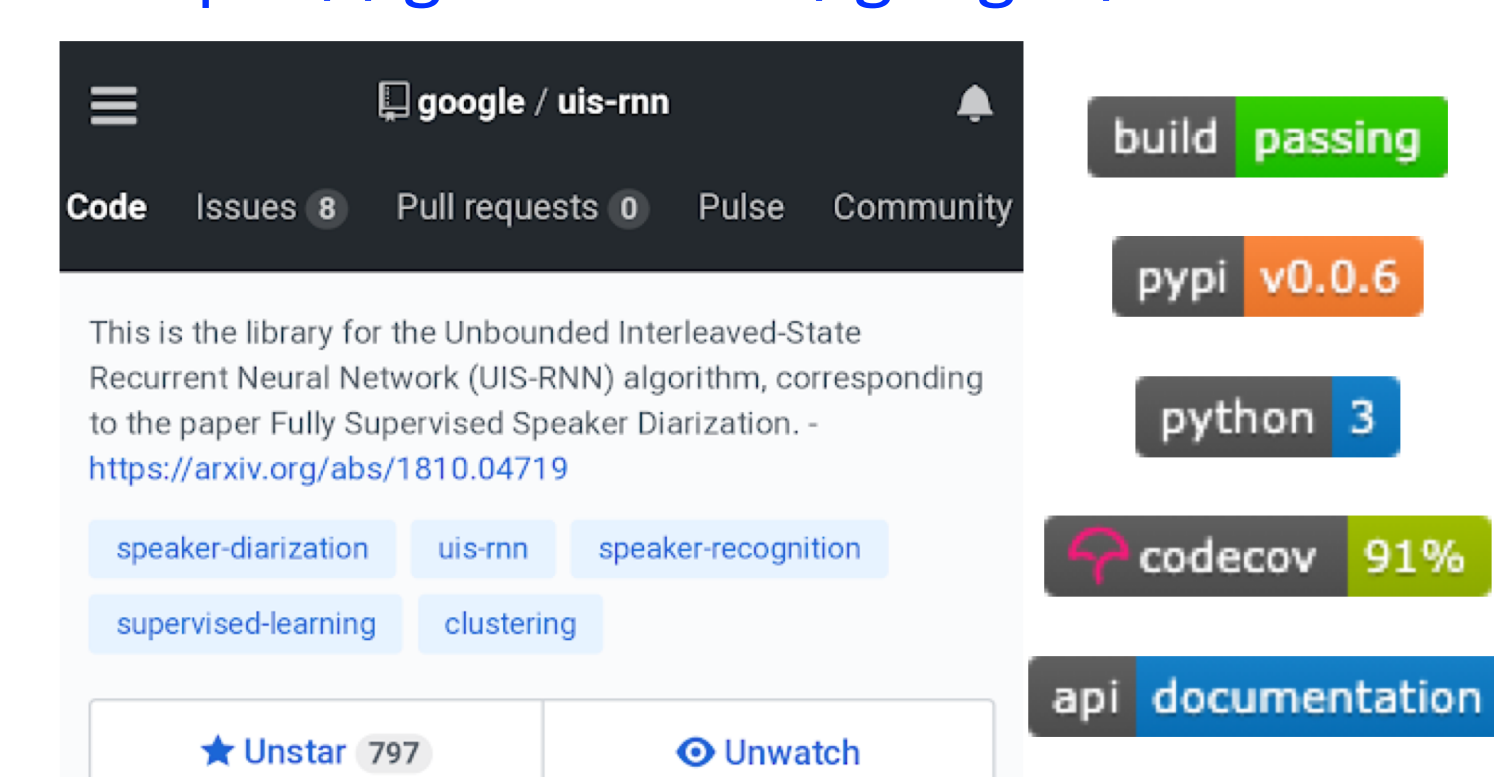 google / uis-rnn
Code Issues 8 Pull requests 0 Pulse Community
This is the library for the Unbounded Interleaved-State
Recurrent Neural Network (UIS-RNN) algorithm, corresponding
to the paper Fully Supervised Speaker Diarization. -
https://arxiv.org/abs/1810.04719
speaker-diarization uis-rnn speaker-recognition
supervised-learning clustering
Unstar 797 Unwatch
build passing
pypi v0.0.6
python 3
codecov 91%
api documentation